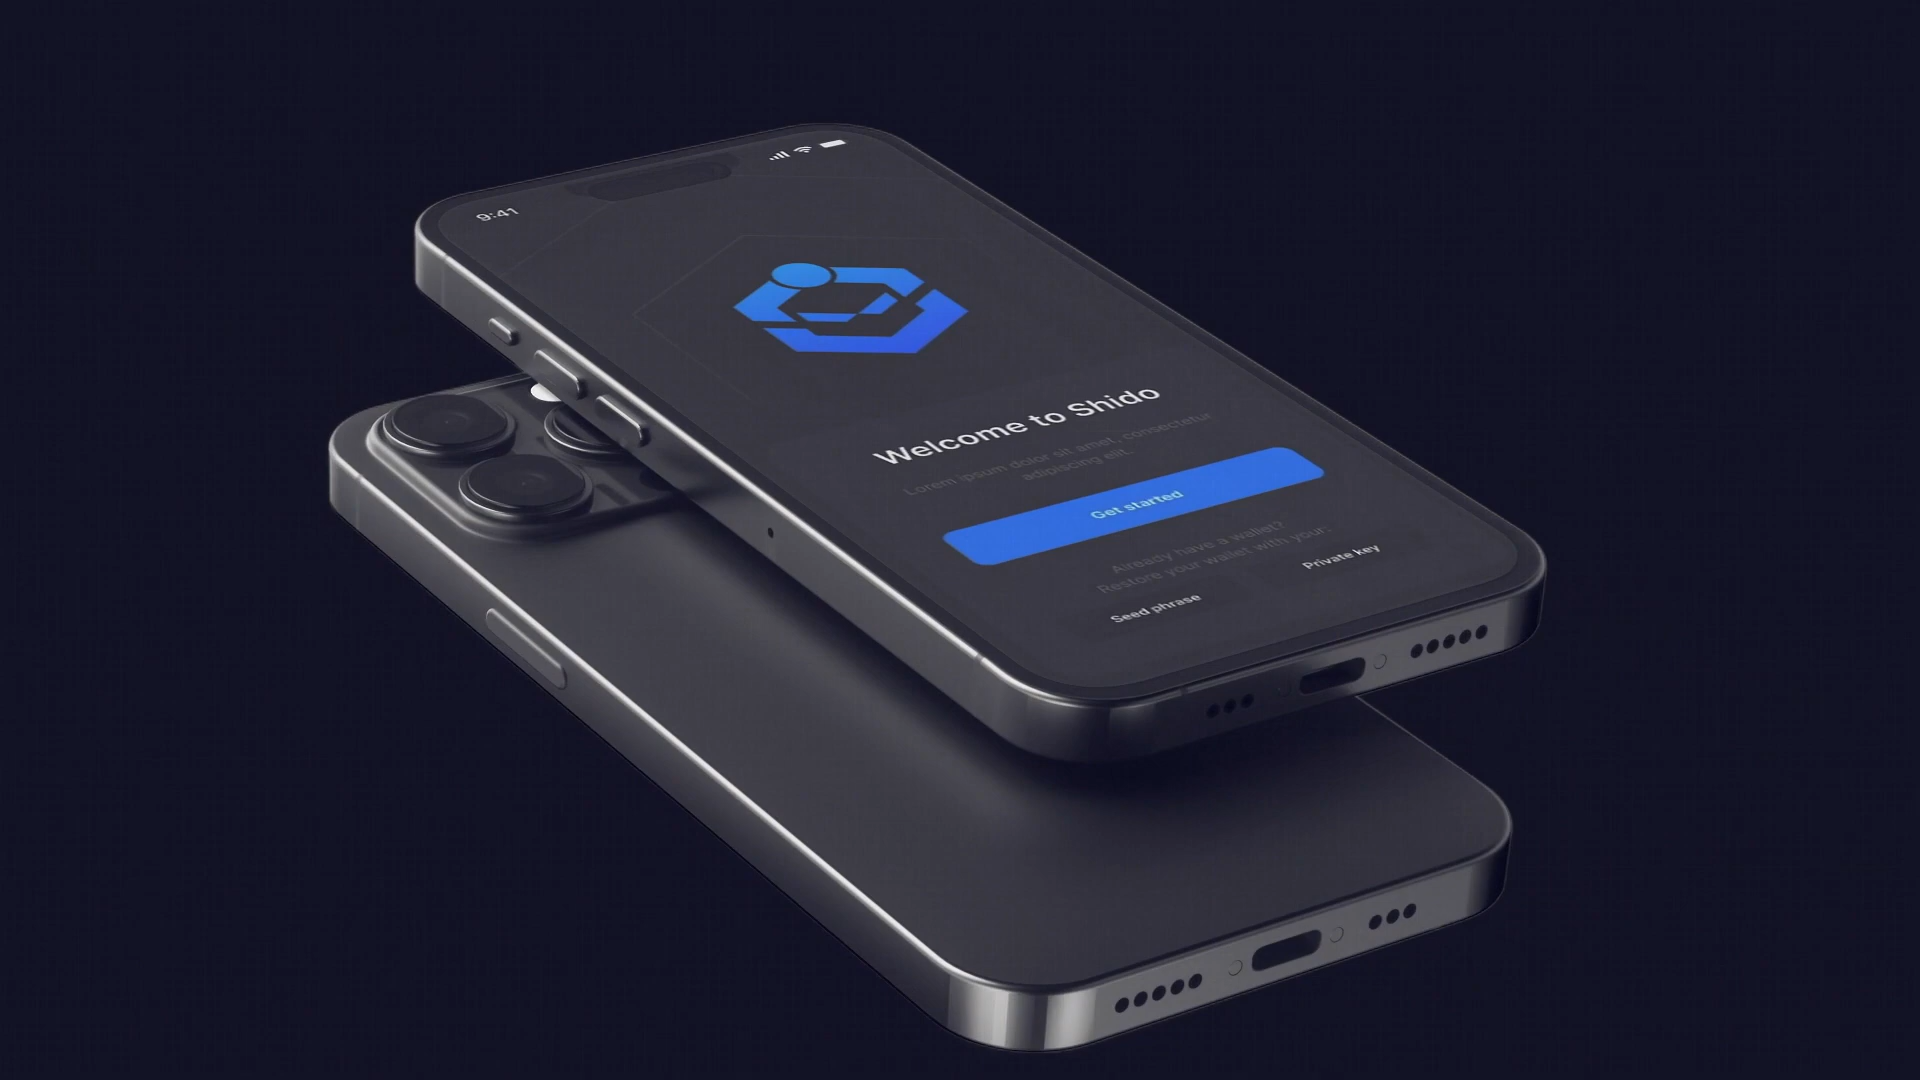 9:41
Welcome to Shido
Lorem ipsum dolor sit amet, consectetur
adipiscing elit.
Get started
Already have a wallet?
Restore your wallet with your:
Seed phrase
Private key